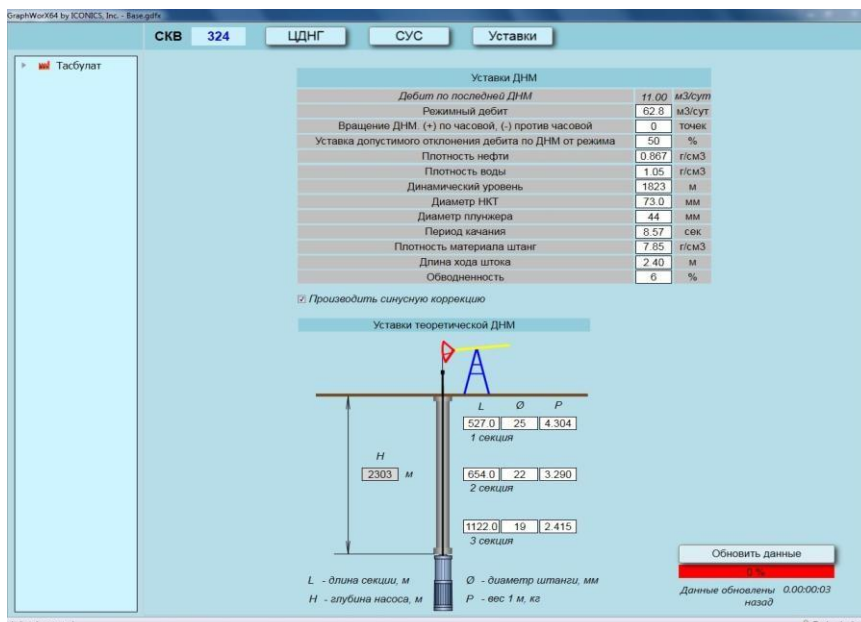 GraphWorX64 by ICONICS, Inc. - Base.gdfx
СКВ 324 ЦДНГ СУС Уставки
Тасбулат
Уставки ДНМ
Дебит по последней ДНМ 11.00 м3/сут
Режимный дебит 62.8 м3/сут
Вращение ДНМ. (+) по часовой, (-) против часовой 0 точек
Уставка допустимого отклонения дебита по ДНМ от режима 50 %
Плотность нефти 0.867 г/см3
Плотность воды 1.05 г/см3
Динамический уровень 1823 м
Диаметр НКТ 73.0 мм
Диаметр плунжера 44 мм
Период качания 8.57 сек
Плотность материала штанг 7.85 г/см3
Длина хода штока 2.40 м
Обводненность 6 %
Производить синусную коррекцию
Уставки теоретической ДНМ
L Ø P
527.0 25 4.304
1 секция
H
2303 м
654.0 22 3.290
2 секция
1122.0 19 2.415
3 секция
Обновить данные
0 %
Данные обновлены 0.00:00:03
назад
L - длина секции, м Ø - диаметр штанги, мм
H - глубина насоса, м P - вес 1 м, кг